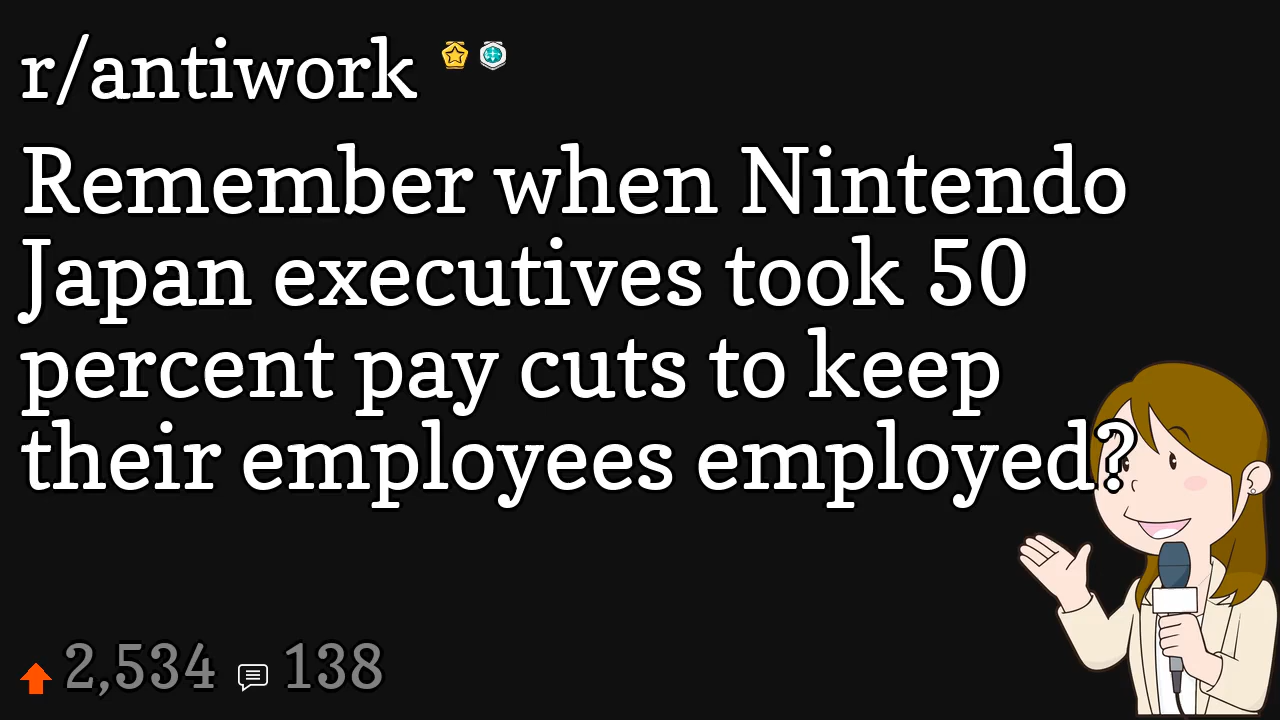 r/antiwork
Remember when Nintendo
Japan executives took 50
percent pay cuts to keep
their employees employed?
2,534 138